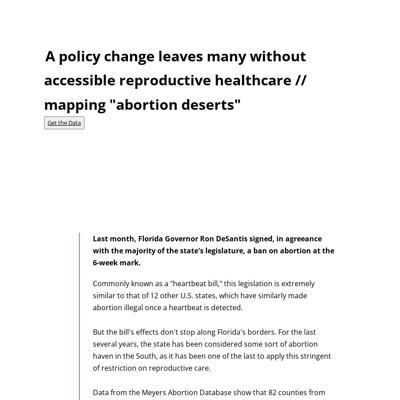 A policy change leaves many without
accessible reproductive healthcare //
mapping "abortion deserts"
Get the Data
Last month, Florida Governor Ron DeSantis signed, in agreeance
with the majority of the state's legislature, a ban on abortion at the
6-week mark.
Commonly known as a "heartbeat bill," this legislation is extremely
similar to that of 12 other U.S. states, which have similarly made
abortion illegal once a heartbeat is detected.
But the bill's effects don't stop along Florida's borders. For the last
several years, the state has been considered some sort of abortion
haven in the South, as it has been one of the last to apply this stringent
of restriction on reproductive care.
Data from the Meyers Abortion Database show that 82 counties from